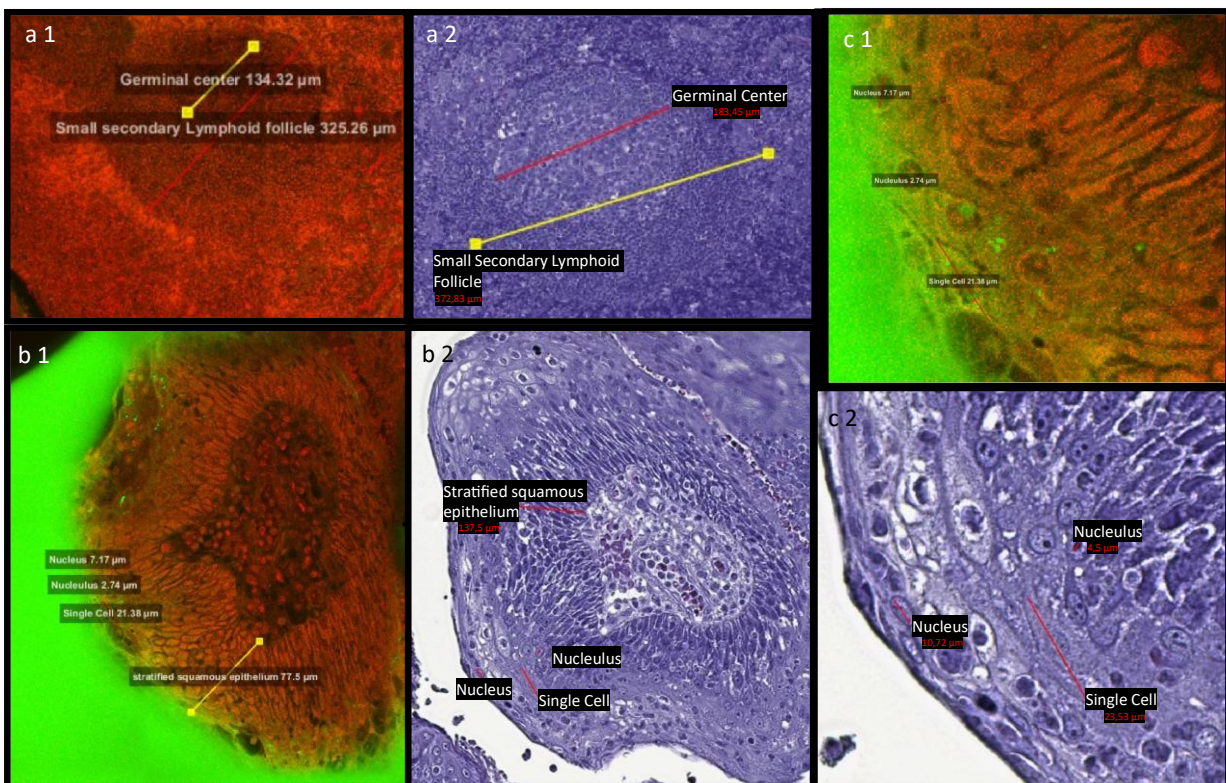 a 1
Germinal center 134.32 µm
Small secondary Lymphoid follicle 325.26 µm
a 2
Germinal Center
183,45 µm
Small Secondary Lymphoid
Follicle
372,83 µm
c 1
Nucleus 7.17 µm
Nucleulus 2.74 µm
Single Cell 21.38 µm
b 1
Nucleus 7.17 µm
Nucleulus 2.74 µm
Single Cell 21.38 µm
stratified squamous epithelium 77.5 µm
b 2
Stratified squamous
epithelium
137,5 µm
Nucleulus
Nucleus
Single Cell
c 2
Nucleulus
4,5 µm
Nucleus
10,72 µm
Single Cell
23,53 µm